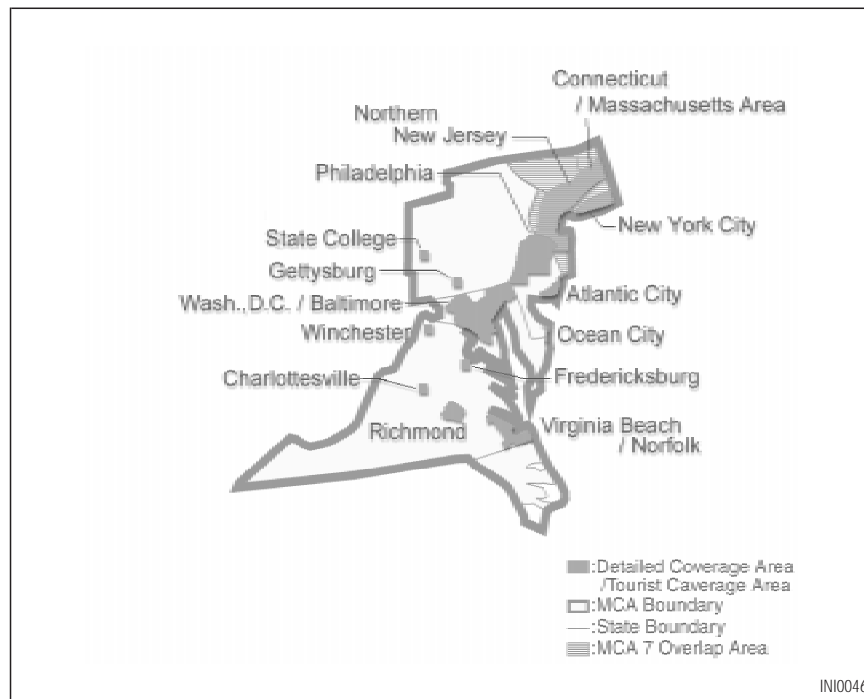 Connecticut
/ Massachusetts Area
Northern
New Jersey
Philadelphia
New York City
State College
Gettysburg
Wash., D.C. / Baltimore
Atlantic City
Winchester
Ocean City
Charlottesville
Fredericksburg
Richmond
Virginia Beach
/ Norfolk
:Detailed Coverage Area
/Tourist Caverage Area
:MCA Boundary
:State Boundary
:MCA 7 Overlap Area
INI0046